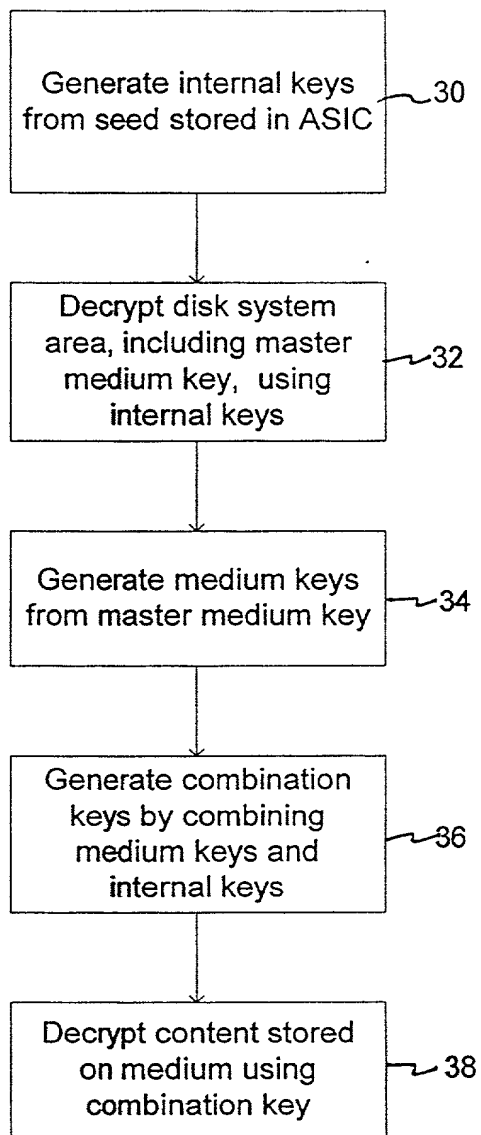 Generate internal keys
from seed stored in ASIC
30
Decrypt disk system
area, including master
medium key, using
internal keys
32
Generate medium keys
from master medium key
34
Generate combination
keys by combining
medium keys and
internal keys
36
Decrypt content stored
on medium using
combination key
38